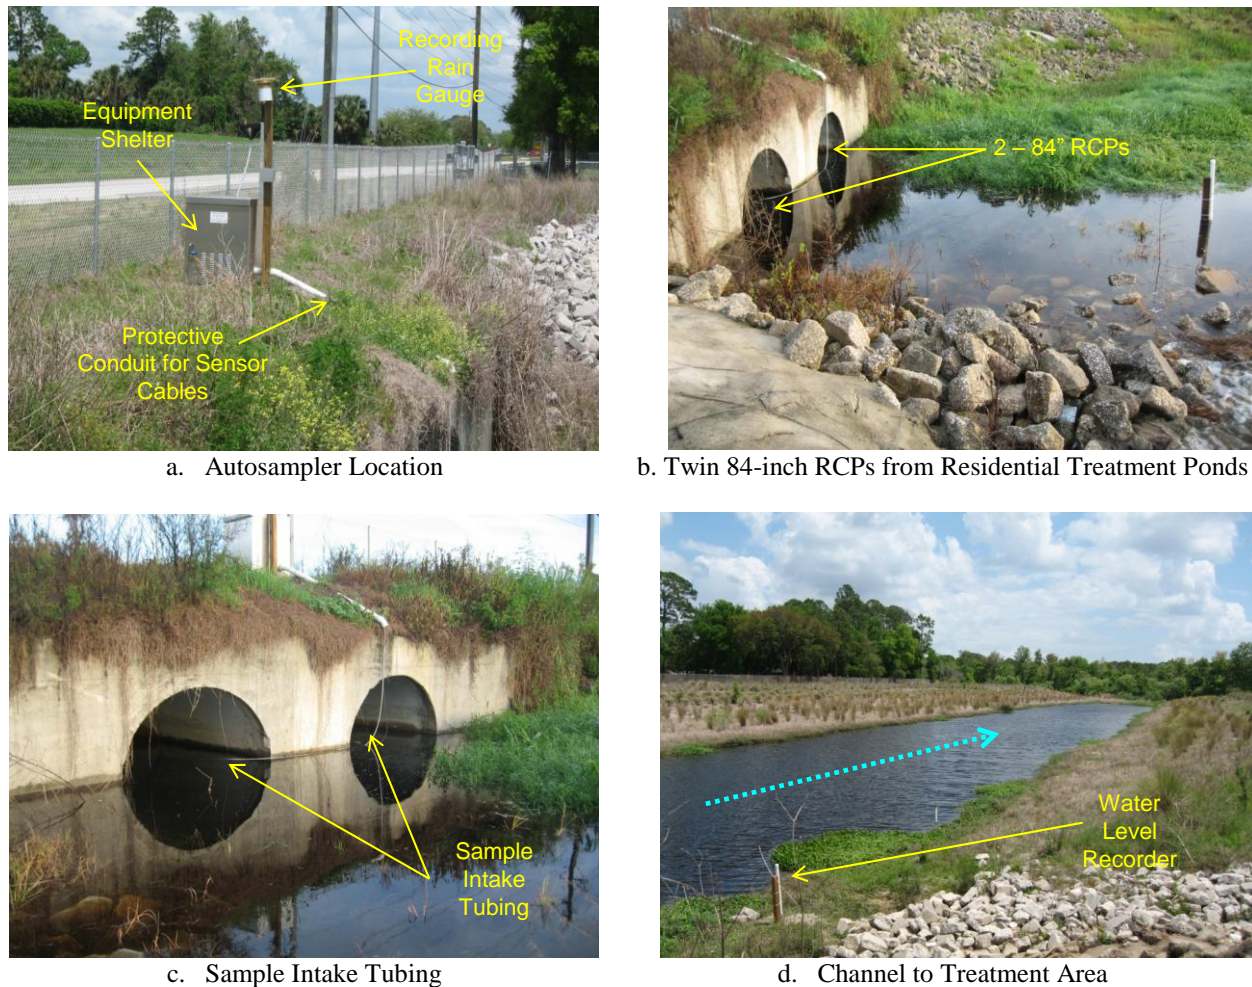 Recording
Rain
Gauge
Equipment
Shelter
Protective
Conduit for Sensor
Cables
2 – 84” RCPs
a. Autosampler Location
b. Twin 84-inch RCPs from Residential Treatment Ponds
Sample
Intake
Tubing
Water
Level
Recorder
c. Sample Intake Tubing
d. Channel to Treatment Area